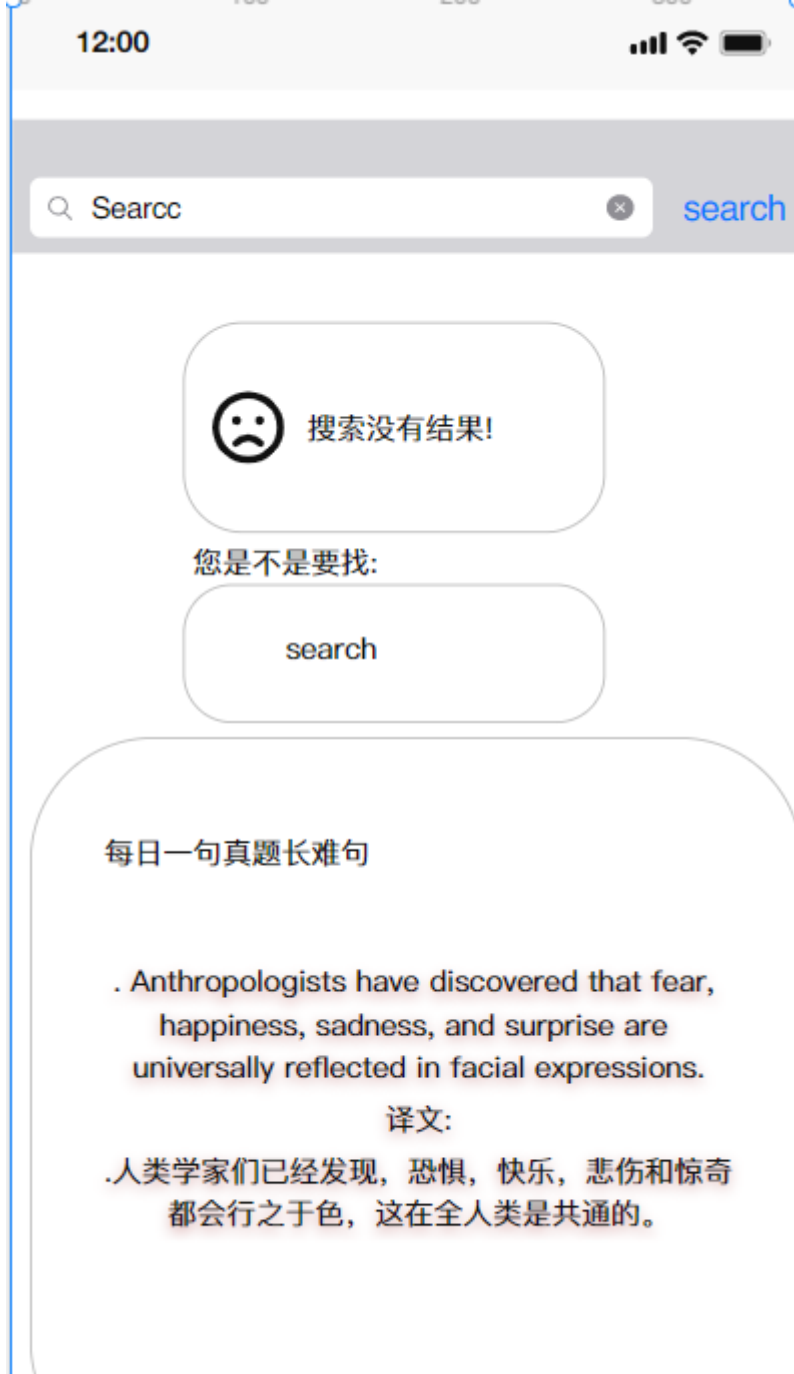 12:00
Searcc
search
搜索没有结果!
您是不是要找:
search
每日一句真题长难句
. Anthropologists have discovered that fear,
happiness, sadness, and surprise are
universally reflected in facial expressions.
译文:
.人类学家们已经发现，恐惧，快乐，悲伤和惊奇
都会行之于色，这在全人类是共通的。